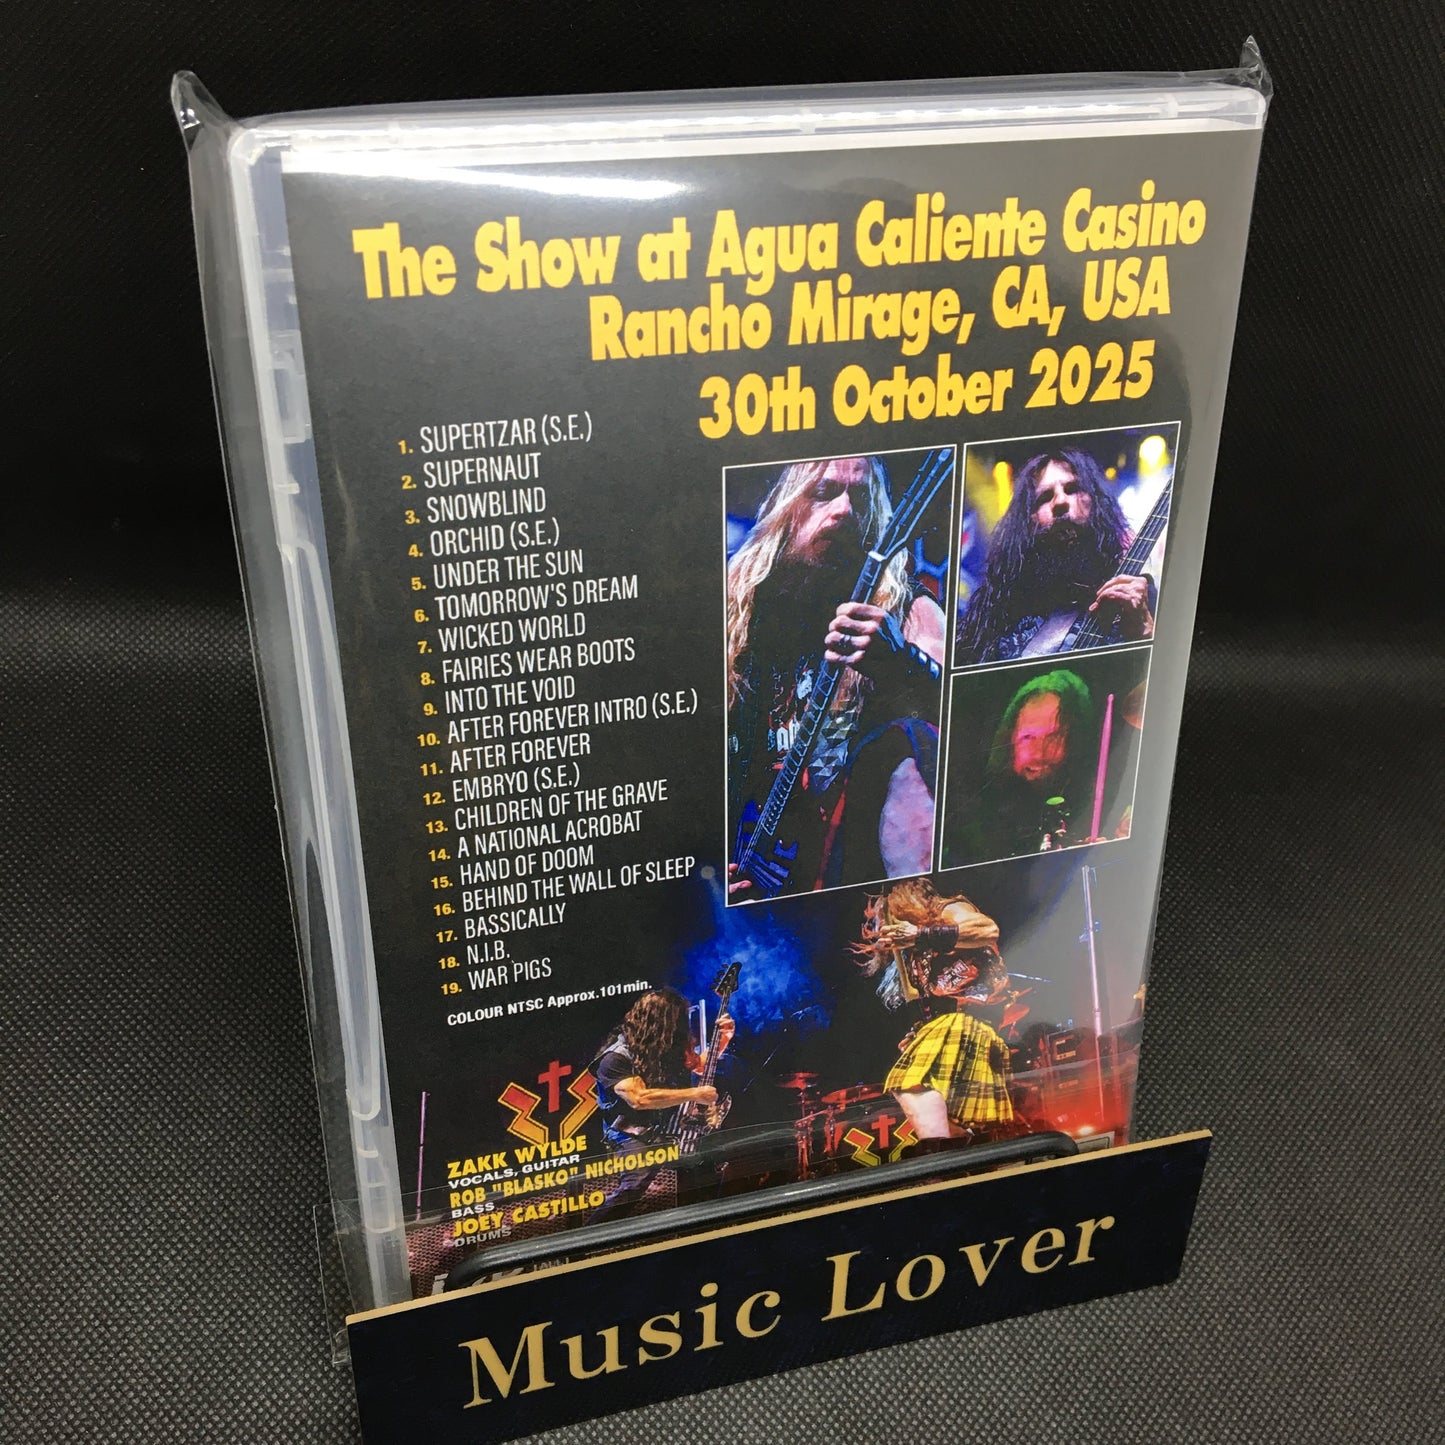 The Show at Agua Caliente Casino
Rancho Mirage, CA, USA
30th October 2025
1. SUPERTZAR (S.E.)
2. SUPERNAUT
3. SNOWBLIND
4. ORCHID (S.E.)
5. UNDER THE SUN
6. TOMORROW'S DREAM
7. WICKED WORLD
8. FAIRIES WEAR BOOTS
9. INTO THE VOID
10. AFTER FOREVER INTRO (S.E.)
11. AFTER FOREVER
12. EMBRYO (S.E.)
13. CHILDREN OF THE GRAVE
14. A NATIONAL ACROBAT
15. HAND OF DOOM
16. BEHIND THE WALL OF SLEEP
17. BASSICALLY
18. N.I.B.
19. WAR PIGS
COLOUR NTSC Approx.101min.
ZAKK WYLDE
VOCALS, GUITAR
ROB "BLASKO" NICHOLSON
BASS
JOEY CASTILLO
DRUMS
Music Lover